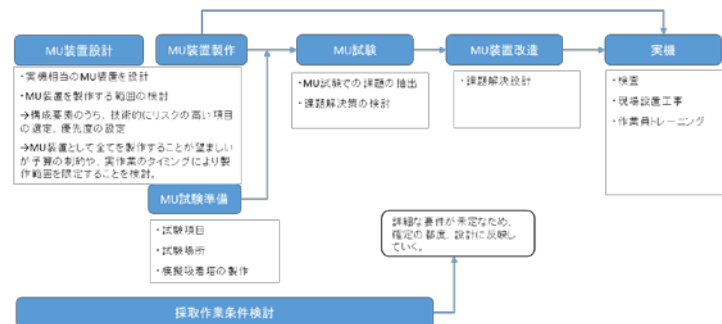 MU装置設計
MU装置製作
MU試験
MU装置改造
実機
・実機相当のMU装置を設計
・MU装置を製作する範囲の検討
→構成要素のうち、技術的にリスクの高い項目
の選定、優先度の設定
→MU装置として全てを製作することが望ましい
が予算の制約や、実作業のタイミングにより製
作範囲を限定することを検討。
・MU試験での課題の抽出
・課題解決策の検討
・課題解決設計
・検査
・現場設置工事
・作業員トレーニング
MU試験準備
・試験項目
・試験場所
・模擬吸着塔の製作
詳細な要件が未定なため、
確定の都度、設計に反映し
ていく。
採取作業条件検討